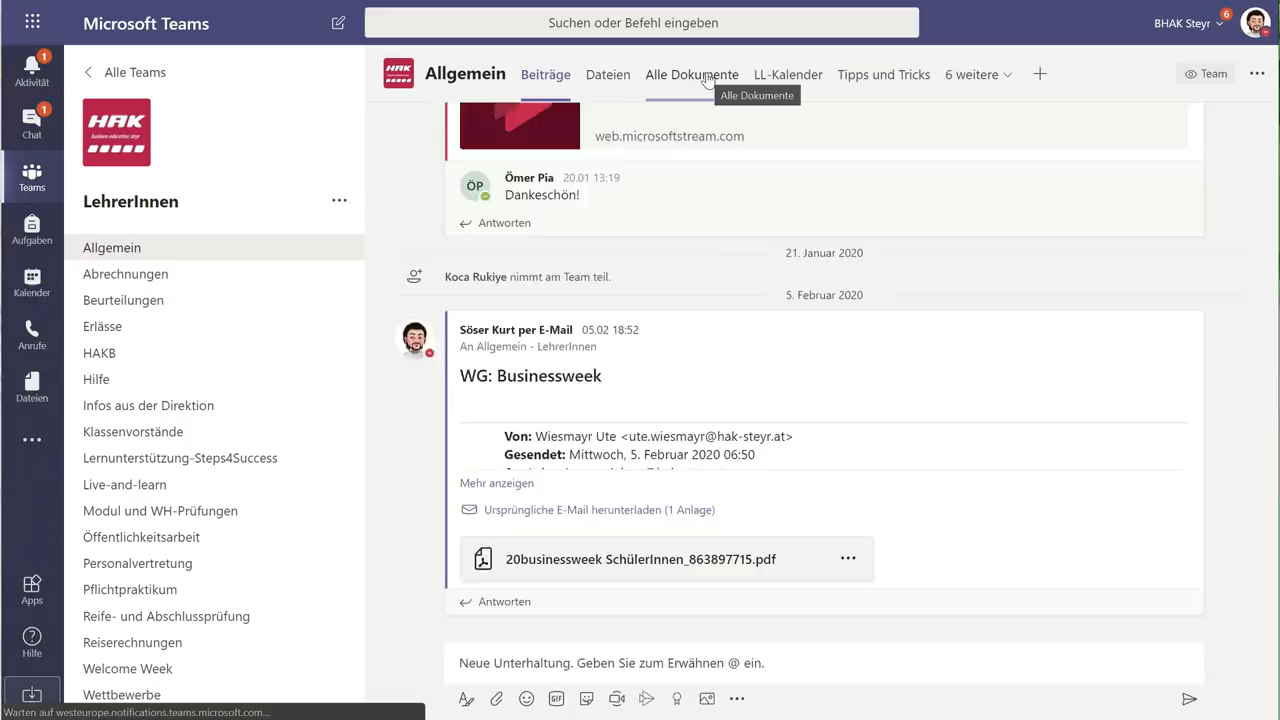 Microsoft Teams
Suchen oder Befehl eingeben
BHAK Steyr
6
1
Aktivität
1
Chat
Teams
Aufgaben
Kalender
Anrufe
Dateien
Apps
Hilfe
Alle Teams
HAK
business education steyr
LehrerInnen
Allgemein
Abrechnungen
Beurteilungen
Erlässe
HAKB
Hilfe
Infos aus der Direktion
Klassenvorstände
Lernunterstützung-Steps4Success
Live-and-learn
Modul und WH-Prüfungen
Öffentlichkeitsarbeit
Personalvertretung
Pflichtpraktikum
Reife- und Abschlussprüfung
Reiserechnungen
Welcome Week
Wettbewerbe
Warten auf westeurope.notifications.teams.microsoft.com...
HAK
Allgemein Beiträge Dateien Alle Dokumente LL-Kalender Tipps und Tricks 6 weitere
Team
Alle Dokumente
web.microsoftstream.com
ÖP
Ömer Pia 20.01 13:19
Dankeschön!
Antworten
21. Januar 2020
Koca Rukiye nimmt am Team teil.
5. Februar 2020
Söser Kurt per E-Mail 05.02 18:52
An Allgemein - LehrerInnen
WG: Businessweek
Von: Wiesmayr Ute <ute.wiesmayr@hak-steyr.at>
Gesendet: Mittwoch, 5. Februar 2020 06:50
Mehr anzeigen
Ursprüngliche E-Mail herunterladen (1 Anlage)
20businessweek SchülerInnen_863897715.pdf
Antworten
Neue Unterhaltung. Geben Sie zum Erwähnen @ ein.
GIF